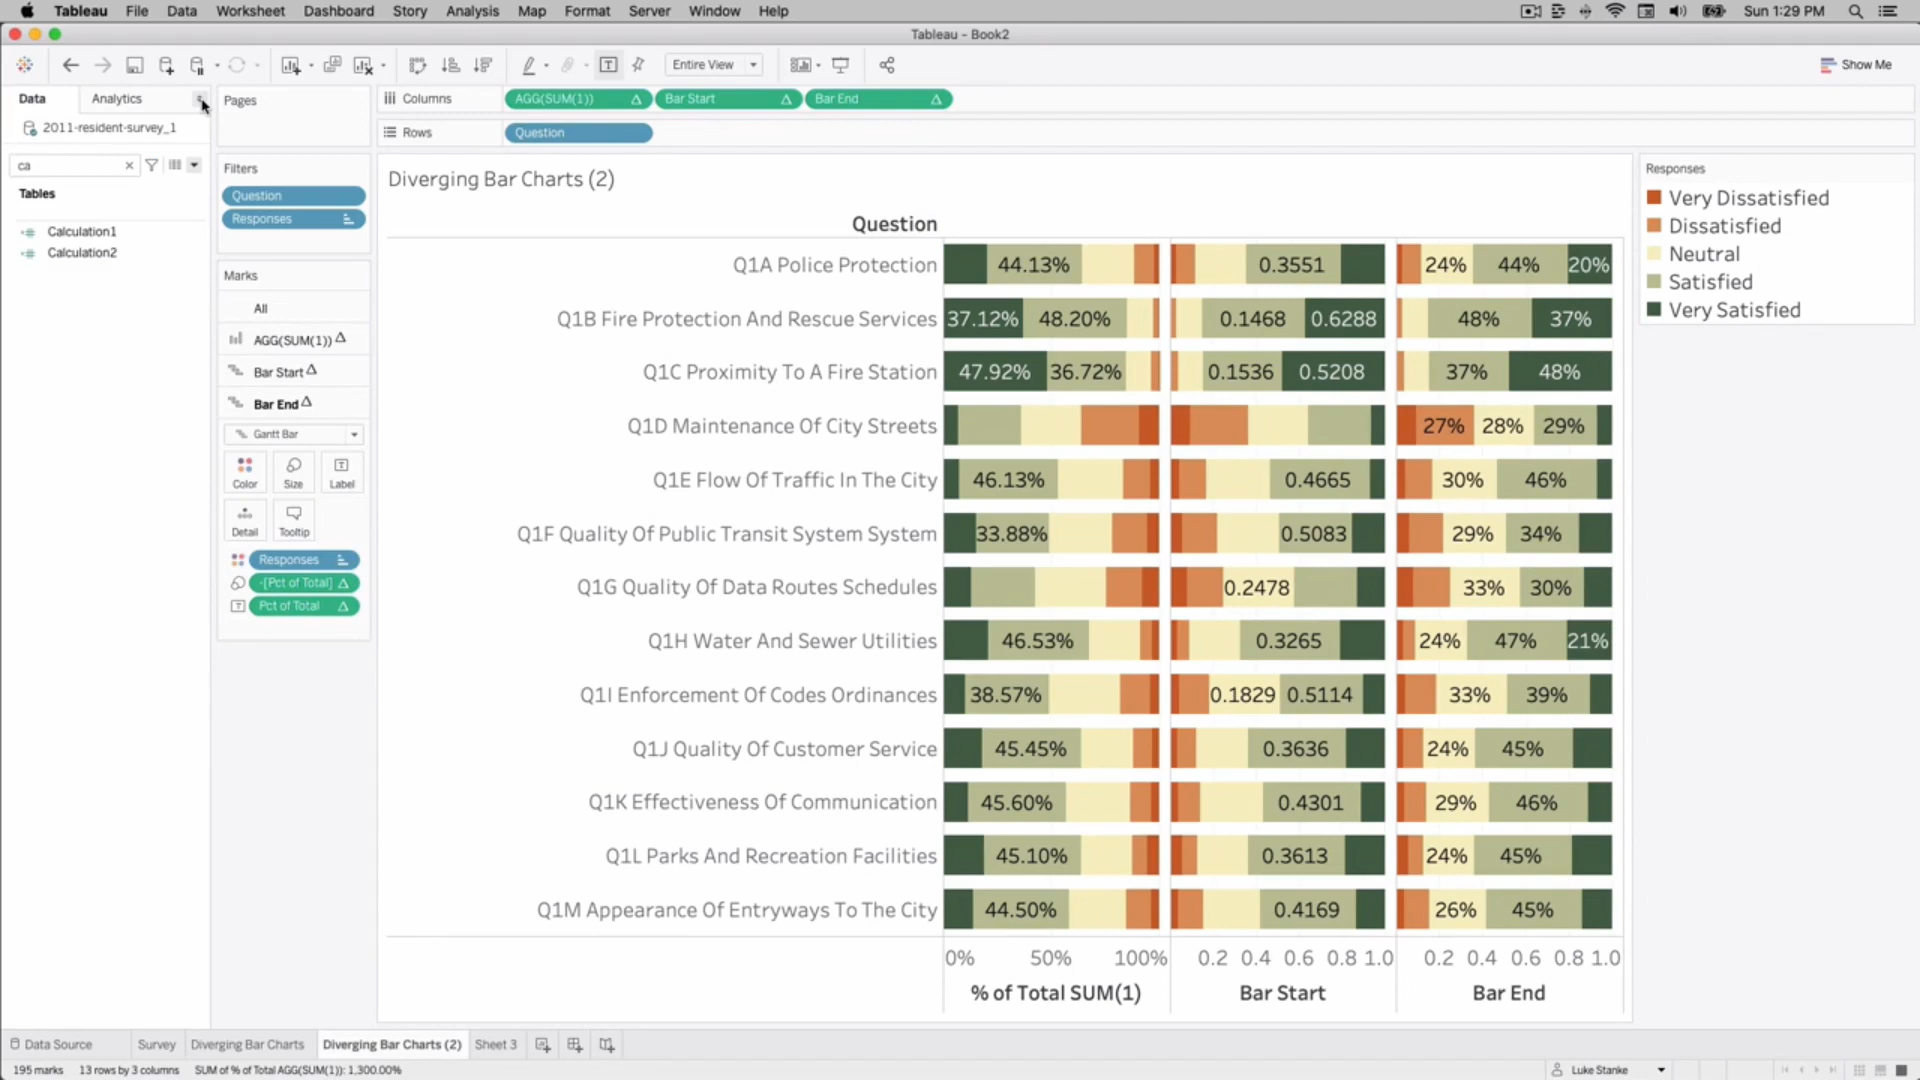 Tableau File Data Worksheet Dashboard Story Analysis Map Format Server Window Help Sun 1:29 PM
Tableau - Book2
Entire View Show Me
Data Analytics
2011-resident-survey_1
ca
Tables
Calculation1
Calculation2
Pages
Filters
Question
Responses
Marks
All
AGG(SUM(1))
Bar Start
Bar End
Gantt Bar
Color Size Label
Detail Tooltip
Responses
-[Pct of Total]
Pct of Total
Columns AGG(SUM(1)) Bar Start Bar End
Rows Question
Diverging Bar Charts (2)
Question
Q1A Police Protection 44.13% 0.3551 24% 44% 20%
Q1B Fire Protection And Rescue Services 37.12% 48.20% 0.1468 0.6288 48% 37%
Q1C Proximity To A Fire Station 47.92% 36.72% 0.1536 0.5208 37% 48%
Q1D Maintenance Of City Streets 27% 28% 29%
Q1E Flow Of Traffic In The City 46.13% 0.4665 30% 46%
Q1F Quality Of Public Transit System System 33.88% 0.5083 29% 34%
Q1G Quality Of Data Routes Schedules 0.2478 33% 30%
Q1H Water And Sewer Utilities 46.53% 0.3265 24% 47% 21%
Q1I Enforcement Of Codes Ordinances 38.57% 0.1829 0.5114 33% 39%
Q1J Quality Of Customer Service 45.45% 0.3636 24% 45%
Q1K Effectiveness Of Communication 45.60% 0.4301 29% 46%
Q1L Parks And Recreation Facilities 45.10% 0.3613 24% 45%
Q1M Appearance Of Entryways To The City 44.50% 0.4169 26% 45%
0% 50% 100% 0.2 0.4 0.6 0.8 1.0 0.2 0.4 0.6 0.8 1.0
% of Total SUM(1) Bar Start Bar End
Responses
Very Dissatisfied
Dissatisfied
Neutral
Satisfied
Very Satisfied
Data Source Survey Diverging Bar Charts Diverging Bar Charts (2) Sheet 3
195 marks 13 rows by 3 columns SUM of % of Total AGG(SUM(1)): 1,300.00% Luke Stanke